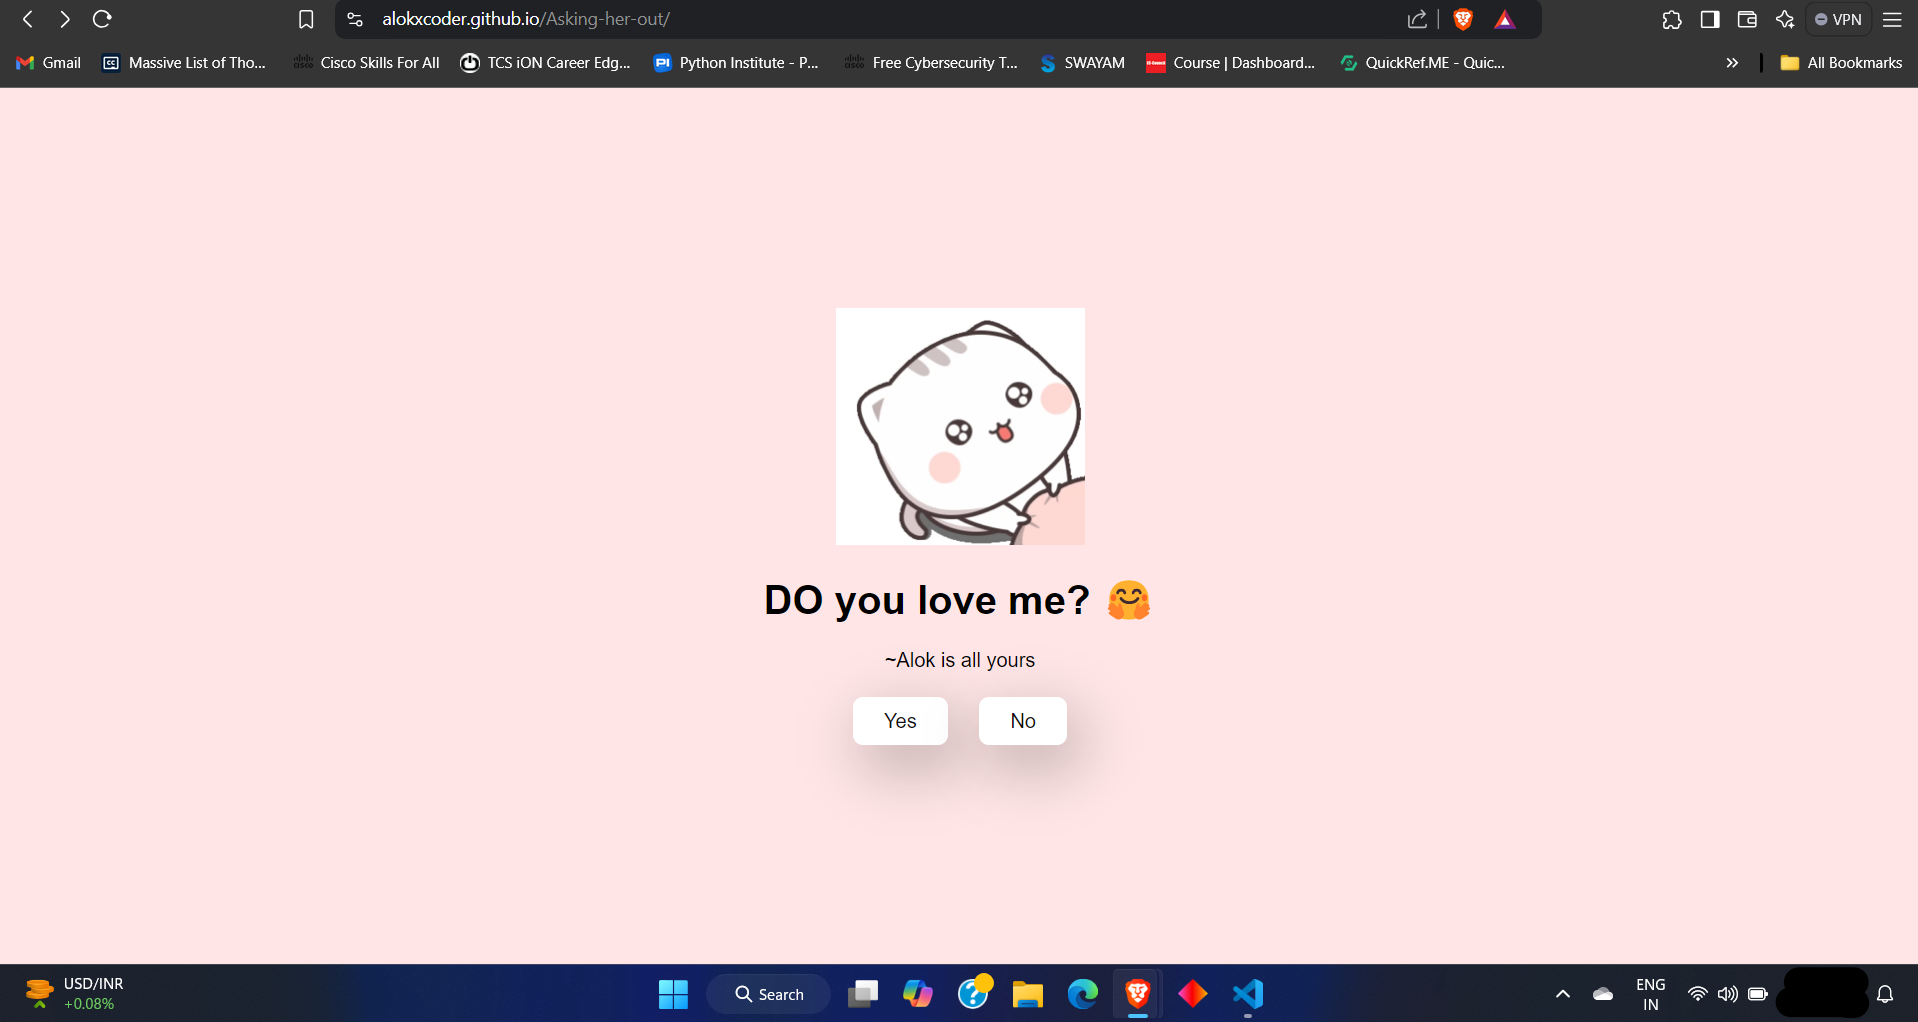 alokxcoder.github.io/Asking-her-out/
VPN
Gmail
Massive List of Tho...
Cisco Skills For All
TCS iON Career Edg...
Python Institute - P...
Free Cybersecurity T...
SWAYAM
Course | Dashboard...
QuickRef.ME - Quic...
All Bookmarks
DO you love me? 🤗
~Alok is all yours
Yes
No
USD/INR
+0.08%
Search
ENG
IN